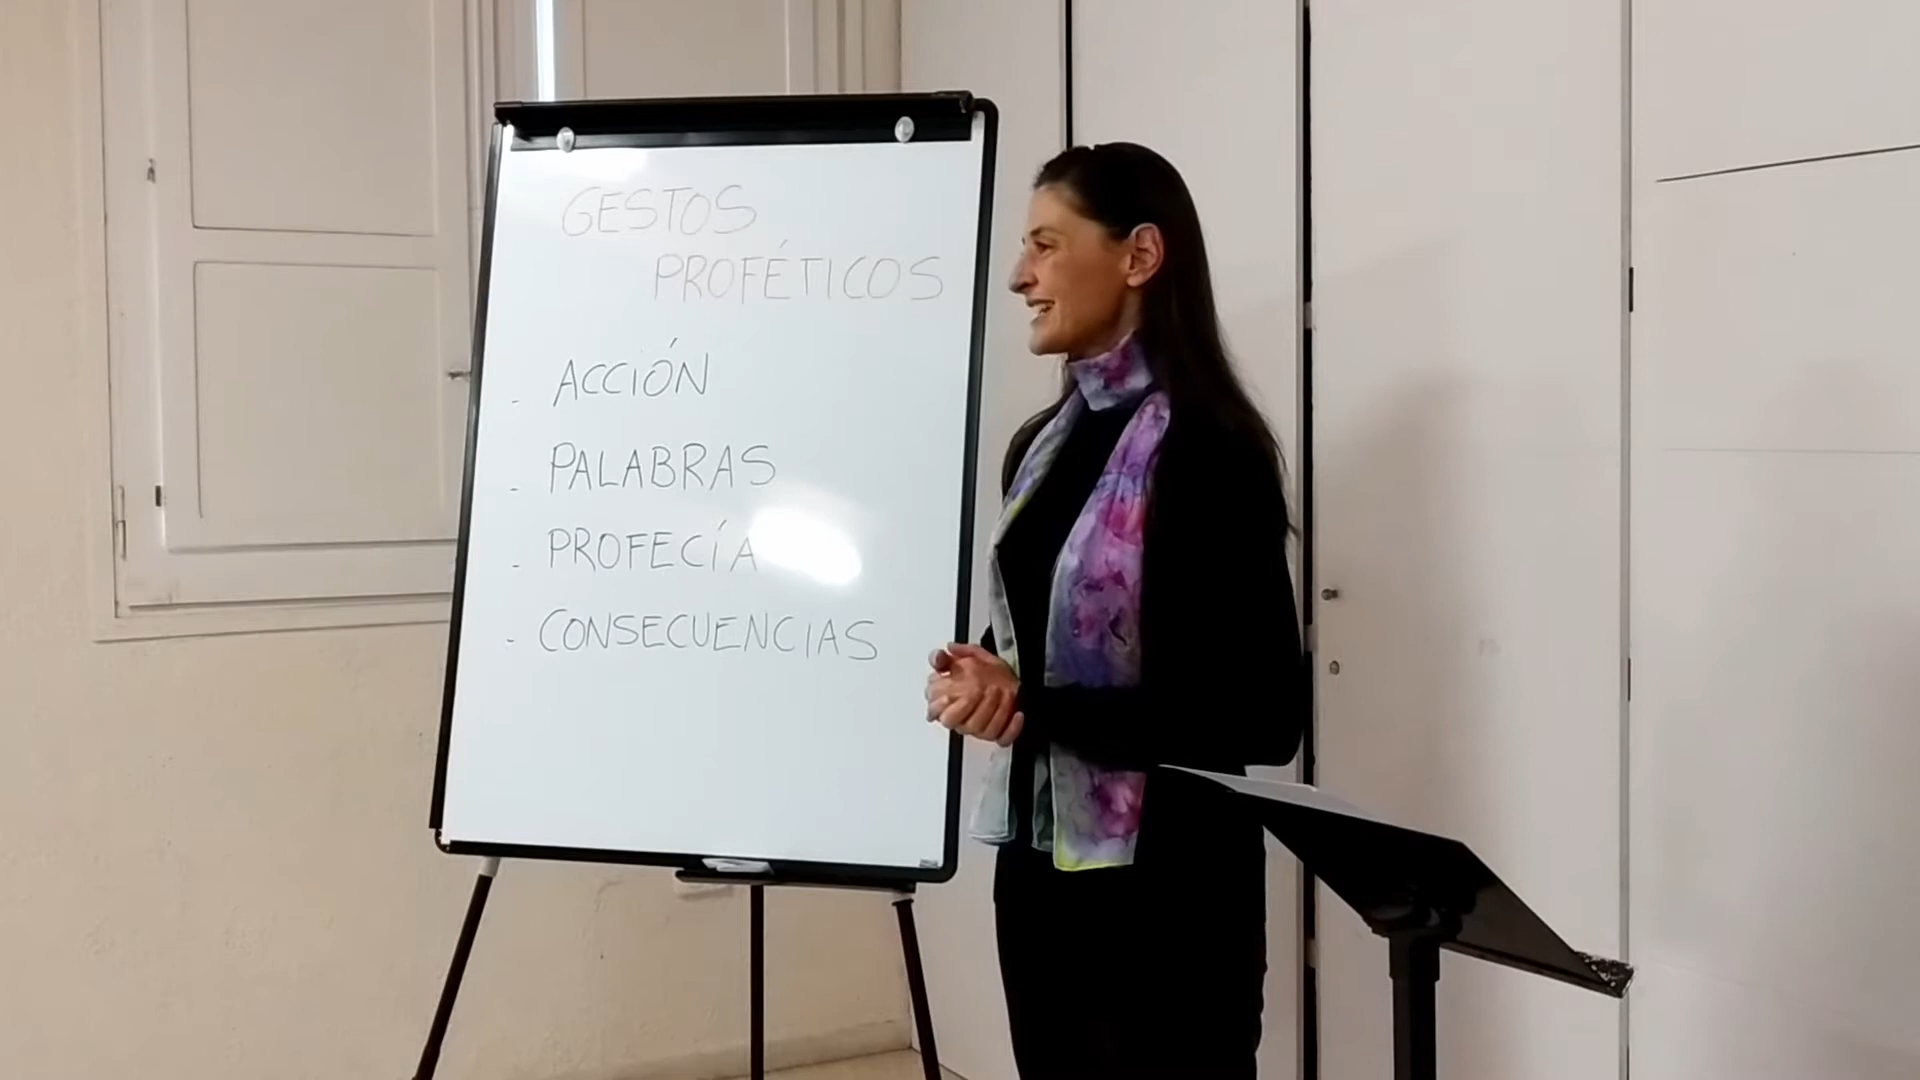 GESTOS
PROFÉTICOS
- ACCIÓN
- PALABRAS
- PROFECÍA
- CONSECUENCIAS